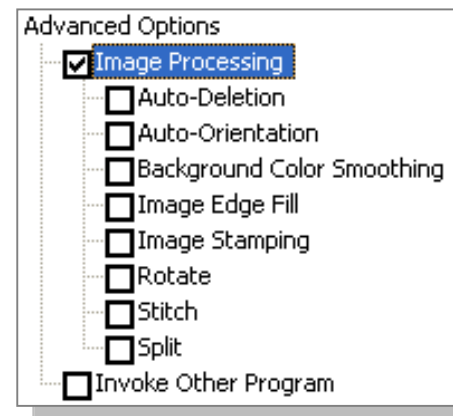 Advanced Options
Image Processing
Auto-Deletion
Auto-Orientation
Background Color Smoothing
Image Edge Fill
Image Stamping
Rotate
Stitch
Split
Invoke Other Program